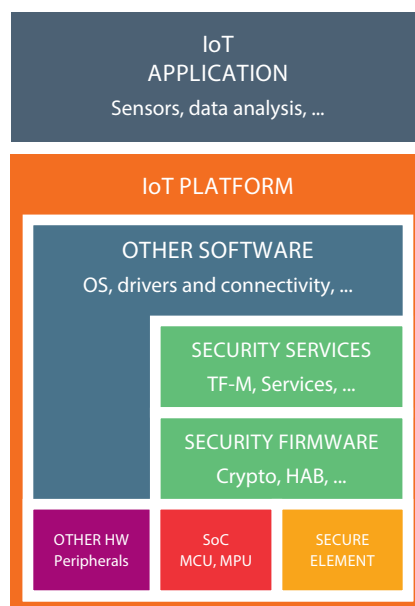 IoT
APPLICATION
Sensors, data analysis, ...
IoT PLATFORM
OTHER SOFTWARE
OS, drivers and connectivity, ...
SECURITY SERVICES
TF-M, Services, ...
SECURITY FIRMWARE
Crypto, HAB, ...
OTHER HW
Peripherals
SoC
MCU, MPU
SECURE
ELEMENT